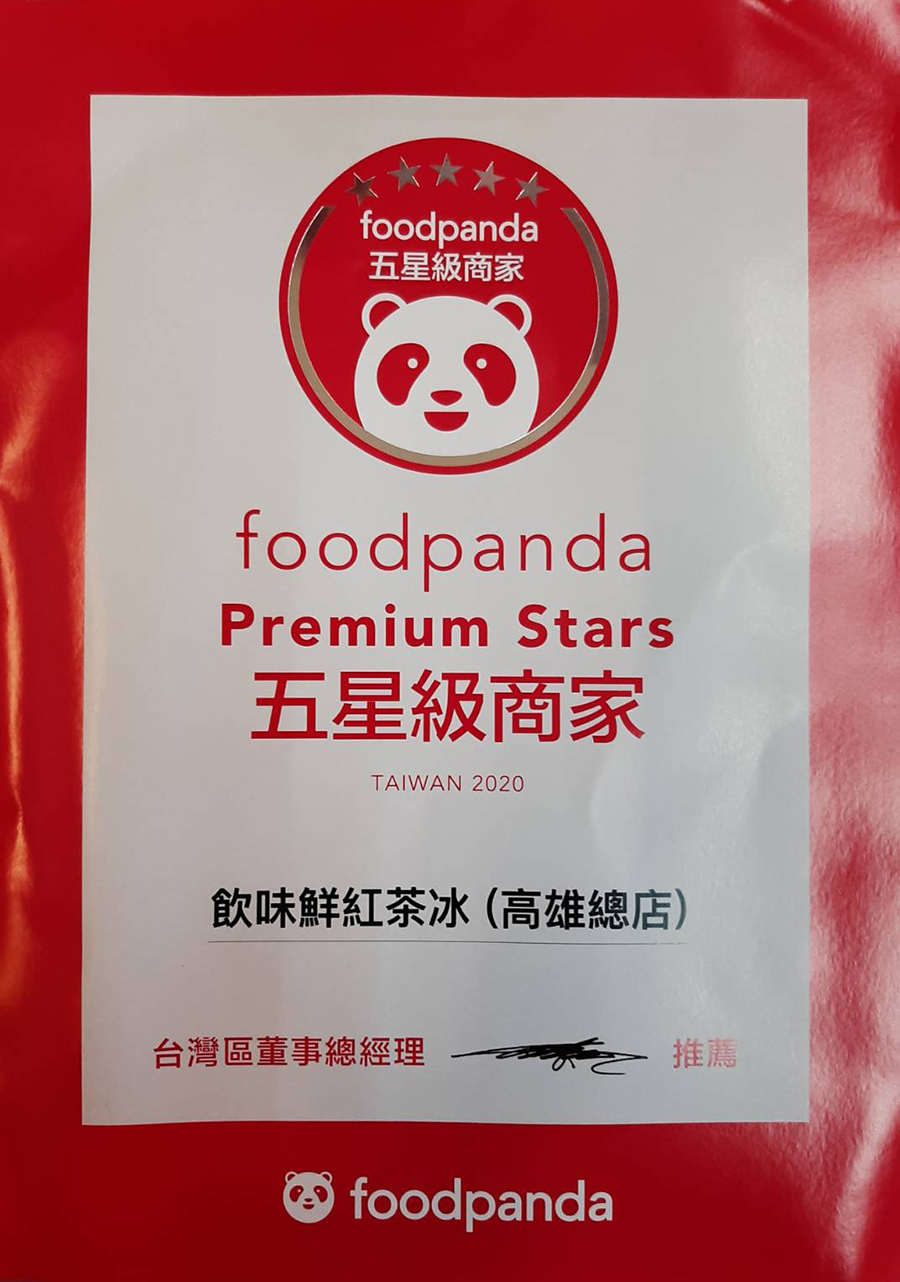 foodpanda
五星級商家
foodpanda
Premium Stars
五星級商家
TAIWAN 2020
飲味鮮紅茶冰 (高雄總店)
台灣區董事總經理 推薦
foodpanda